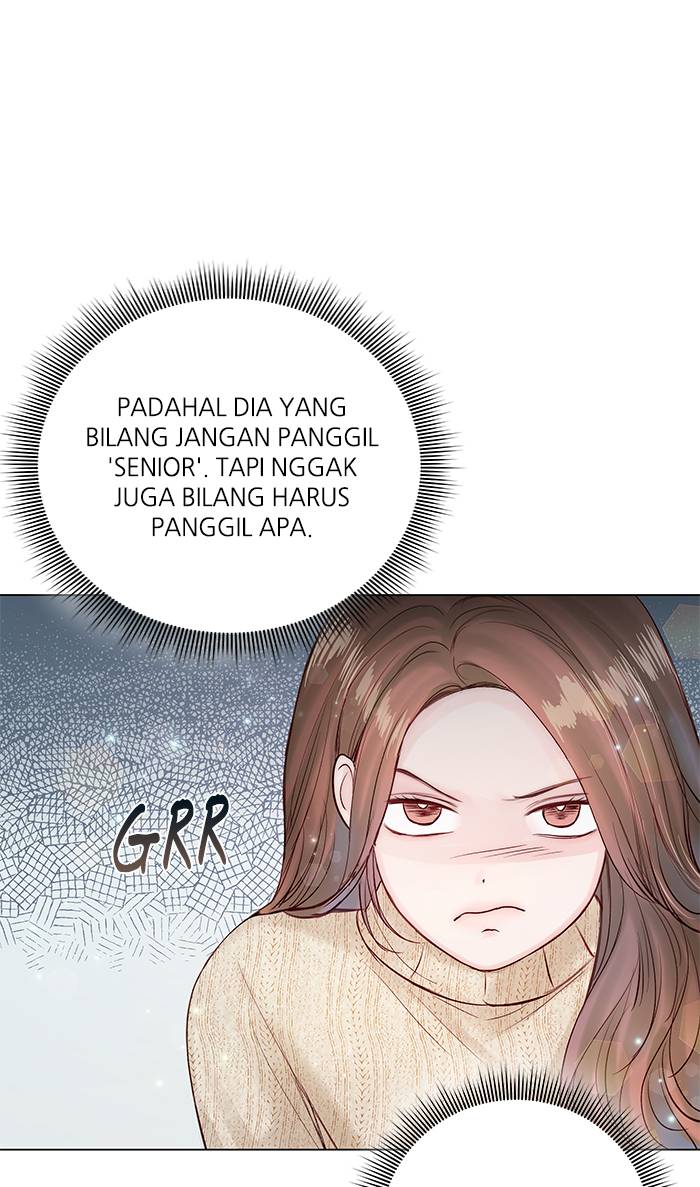 PADAHAL DIA YANG
BILANG JANGAN PANGGIL
'SENIOR'. TAPI NGGAK
JUGA BILANG HARUS
PANGGIL APA.
GRR